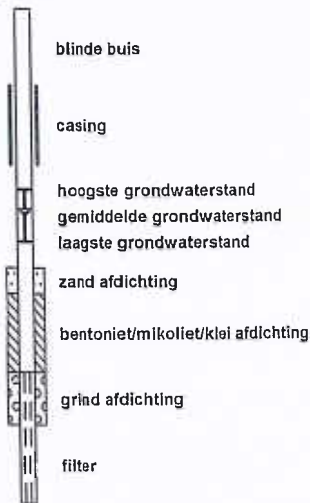 blinde buis
casing
hoogste grondwaterstand
gemiddelde grondwaterstand
laagste grondwaterstand
zand afdichting
bentoniet/mikoliet/klei afdichting
grind afdichting
filter